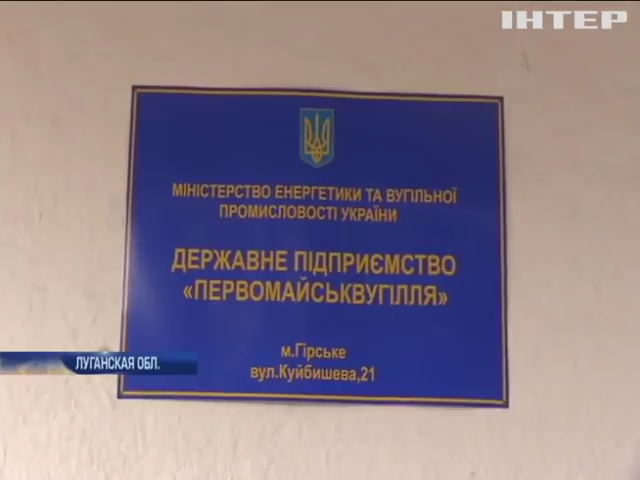 ІНТЕР
МІНІСТЕРСТВО ЕНЕРГЕТИКИ ТА ВУГІЛЬНОЇ
ПРОМИСЛОВОСТІ УКРАЇНИ
ДЕРЖАВНЕ ПІДПРИЄМСТВО
«ПЕРВОМАЙСЬКВУГІЛЛЯ»
м.Гірське
вул.Куйбишева,21
ЛУГАНСКАЯ ОБЛ.